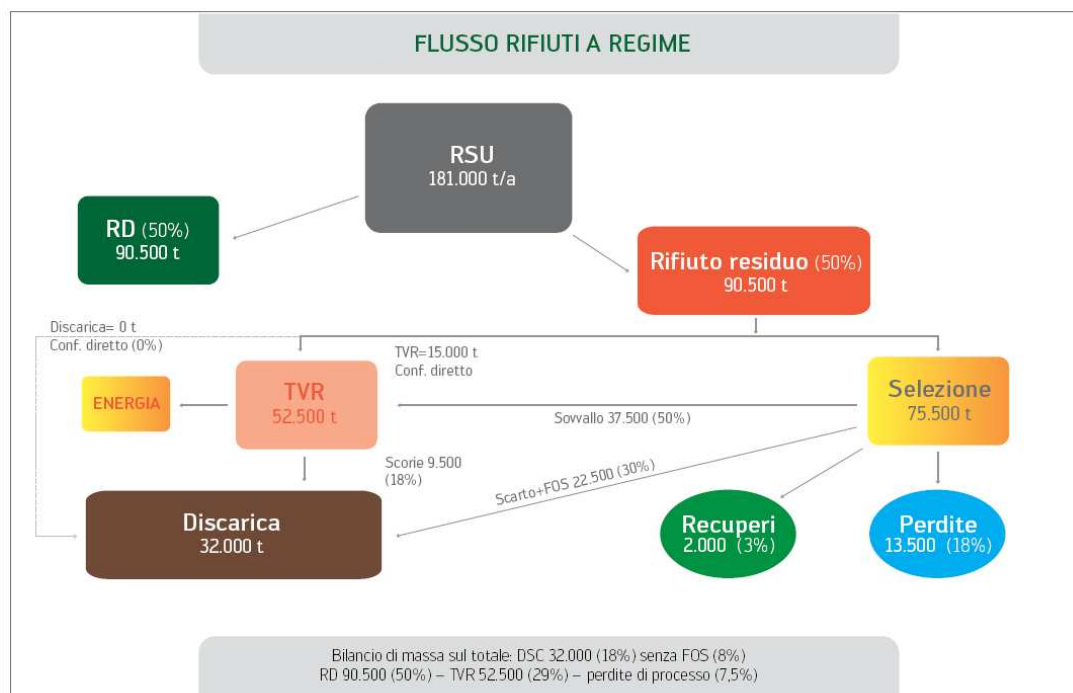 FLUSSO RIFIUTI A REGIME
RSU
181.000 t/a
RD (50%)
90.500 t
Rifiuto residuo (50%)
90.500 t
Discarica= 0 t
Conf. diretto (0%)
TVR=15.000 t
Conf. diretto
ENERGIA
TVR
52.500 t
Selezione
75.500 t
Sovvallo 37.500 (50%)
Scorie 9.500
(18%)
Scarto+FOS 22.500 (30%)
Discarica
32.000 t
Recuperi
2.000 (3%)
Perdite
13.500 (18%)
Bilancio di massa sul totale: DSC 32.000 (18%) senza FOS (8%)
RD 90.500 (50%) – TVR 52.500 (29%) – perdite di processo (7,5%)